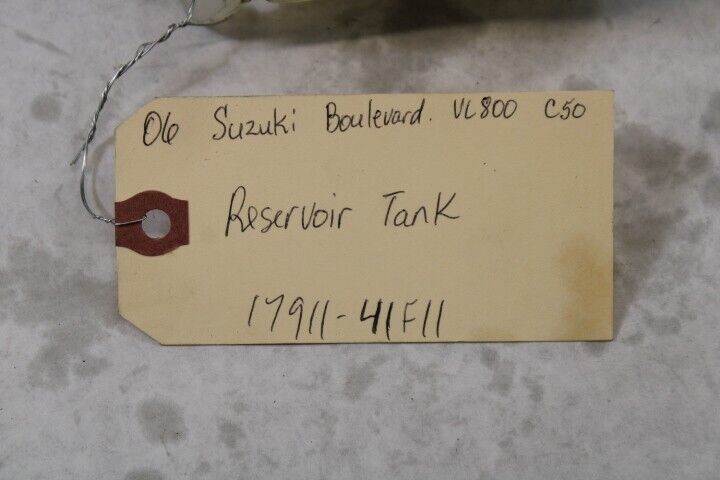 06 Suzuki Boulevard. VL800 C50
Reservoir Tank
17911-41F11